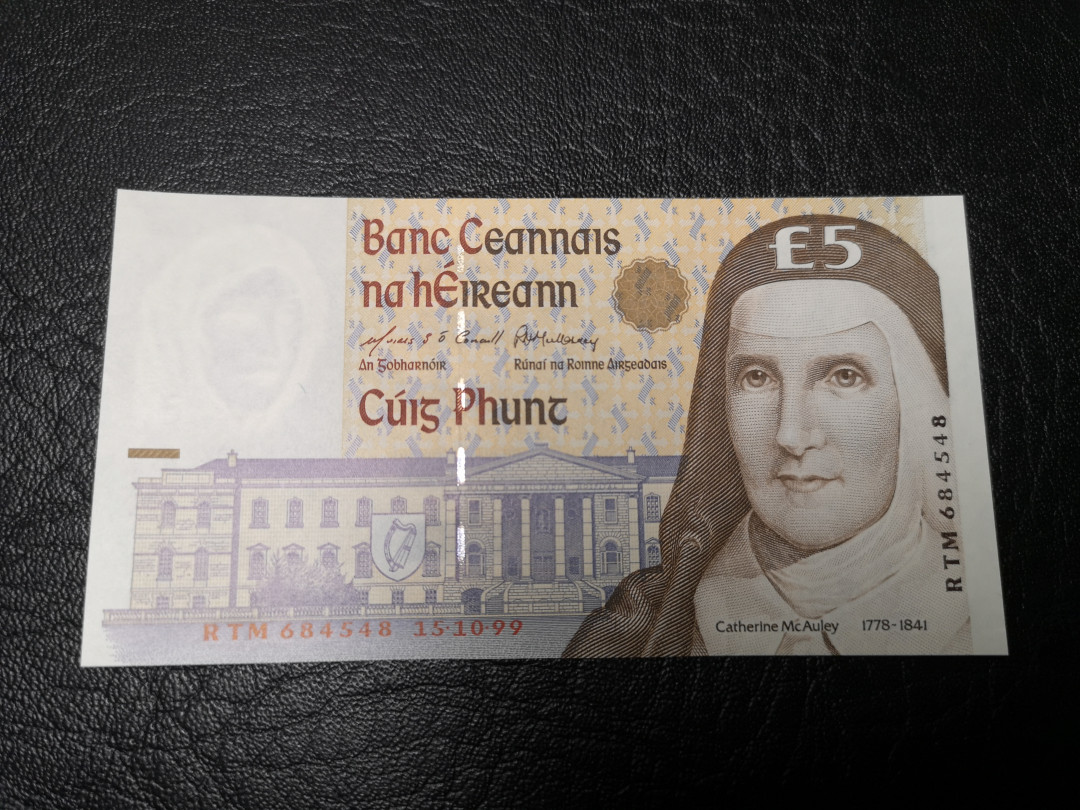 £5
Banc Ceannais
na hÉireann
An Gobharnóir Rúnaí na Roinne Airgeadais
Cúig Phunt
RTM 684548 15·10·99
Catherine McAuley 1778-1841
RTM 684548